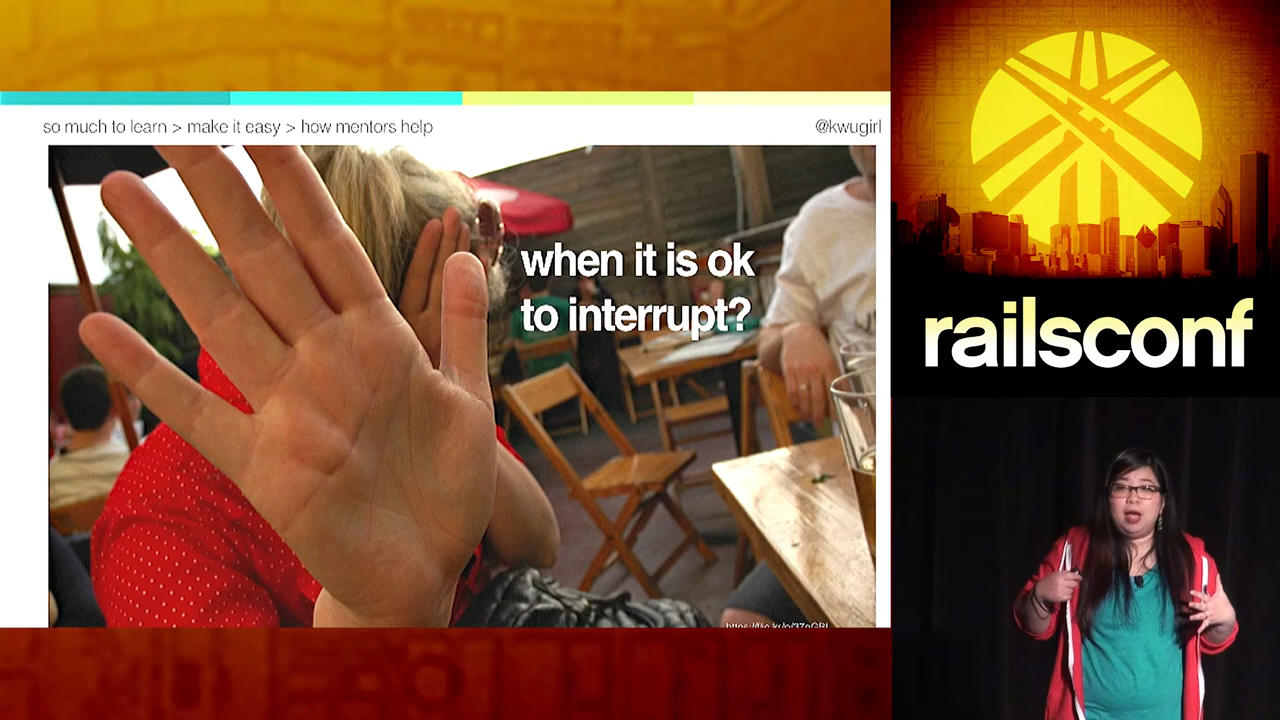 so much to learn > make it easy > how mentors help
@kwugirl
when it is ok
to interrupt?
railsconf